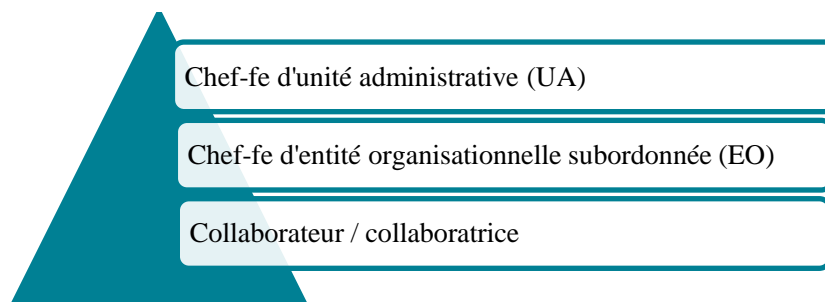 Chef-fe d'unité administrative (UA)
Chef-fe d'entité organisationnelle subordonnée (EO)
Collaborateur / collaboratrice